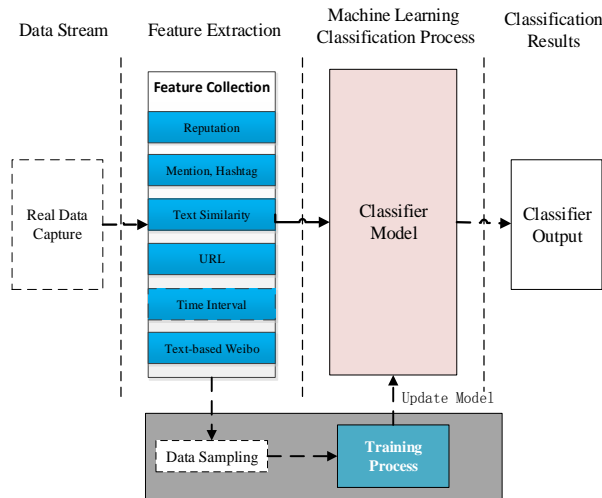 Data Stream
Feature Extraction
Machine Learning
Classification Process
Classification
Results
Feature Collection
Reputation
Mention, Hashtag
Text Similarity
URL
Time Interval
Text-based Weibo
Real Data
Capture
Classifier
Model
Classifier
Output
Update Model
Data Sampling
Training
Process